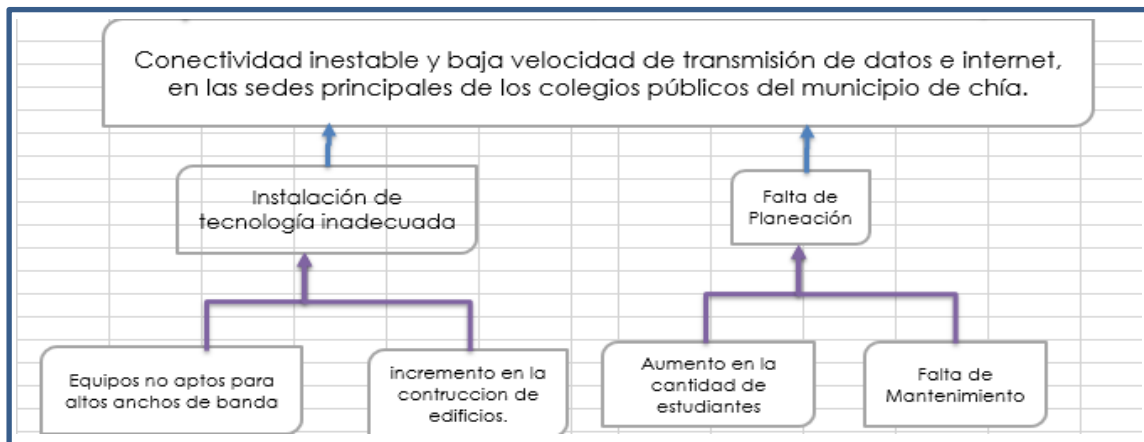 Conectividad inestable y baja velocidad de transmisión de datos e internet,
en las sedes principales de los colegios públicos del municipio de chía.
Instalación de
tecnología inadecuada
Falta de
Planeación
Equipos no aptos para
altos anchos de banda
incremento en la
contruccion de
edificios.
Aumento en la
cantidad de
estudiantes
Falta de
Mantenimiento